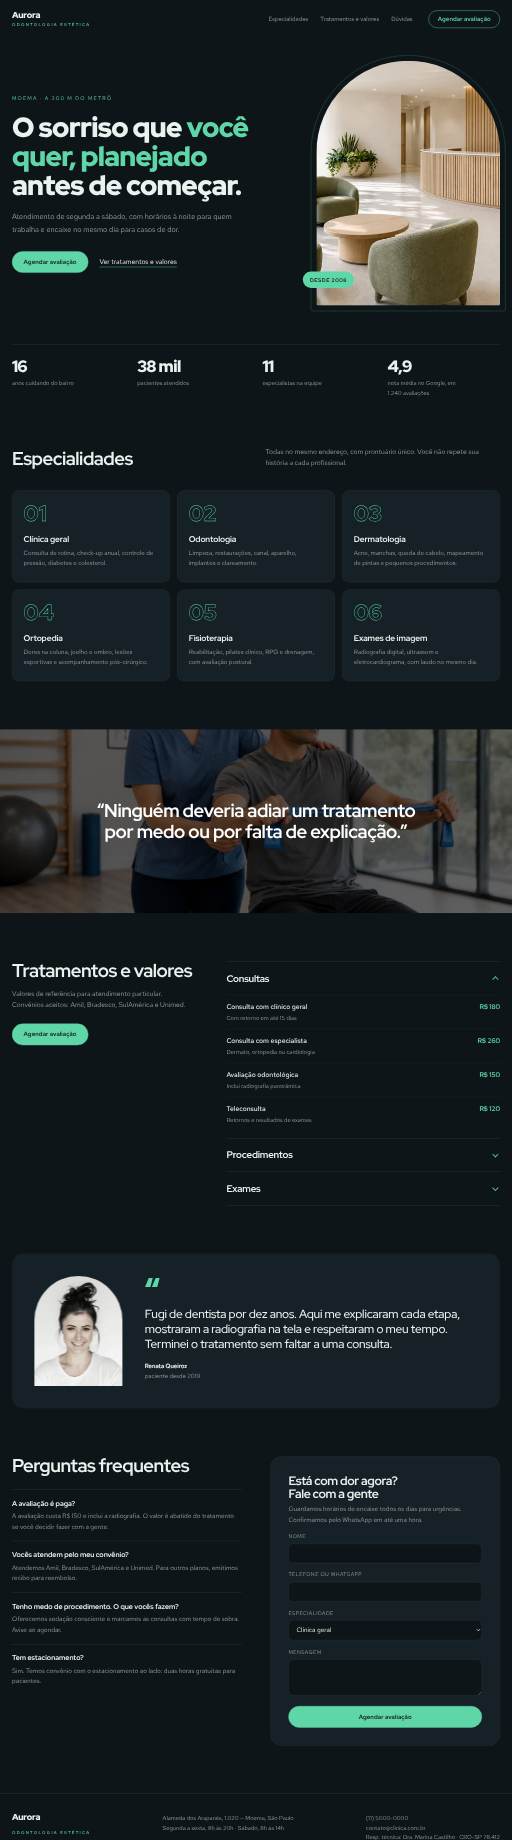 Aurora
ODONTOLOGIA ESTÉTICA
Especialidades
Tratamentos e valores
Dúvidas
Agendar avaliação
MOEMA · A 300 M DO METRÔ
O sorriso que você
quer, planejado
antes de começar.
Atendimento de segunda a sábado, com horários à noite para quem
trabalha e encaixe no mesmo dia para casos de dor.
Agendar avaliação
Ver tratamentos e valores
DESDE 2008
16
anos cuidando do bairro
38 mil
pacientes atendidos
11
especialistas na equipe
4,9
nota média no Google, em
1.240 avaliações
Especialidades
Todas no mesmo endereço, com prontuário único. Você não repete sua
história a cada profissional.
01
Clínica geral
Consulta de rotina, check-up anual, controle de
pressão, diabetes e colesterol.
02
Odontologia
Limpeza, restaurações, canal, aparelho,
implantes e clareamento.
03
Dermatologia
Acne, manchas, queda de cabelo, mapeamento
de pintas e pequenos procedimentos.
04
Ortopedia
Dores na coluna, joelho e ombro, lesões
esportivas e acompanhamento pós-cirúrgico.
05
Fisioterapia
Reabilitação, pilates clínico, RPG e drenagem,
com avaliação postural.
06
Exames de imagem
Radiografia digital, ultrassom e
eletrocardiograma, com laudo no mesmo dia.
“Ninguém deveria adiar um tratamento
por medo ou por falta de explicação.”
Tratamentos e valores
Valores de referência para atendimento particular.
Convênios aceitos: Amil, Bradesco, SulAmérica e Unimed.
Agendar avaliação
Consultas
Consulta com clínico geral
R$ 180
Com retorno em até 15 dias
Consulta com especialista
R$ 260
Dermato, ortopedia ou cardiologia
Avaliação odontológica
R$ 150
Inclui radiografia panorâmica
Teleconsulta
R$ 120
Retornos e resultados de exames
Procedimentos
Exames
“
Fugi de dentista por dez anos. Aqui me explicaram cada etapa,
mostraram a radiografia na tela e respeitaram o meu tempo.
Terminei o tratamento sem faltar a uma consulta.
Renata Queiroz
paciente desde 2019
Perguntas frequentes
A avaliação é paga?
A avaliação custa R$ 150 e inclui a radiografia. O valor é abatido do tratamento
se você decidir fazer com a gente.
Vocês atendem pelo meu convênio?
Atendemos Amil, Bradesco, SulAmérica e Unimed. Para outros planos, emitimos
recibo para reembolso.
Tenho medo de procedimento. O que vocês fazem?
Oferecemos sedação consciente e marcamos as consultas com tempo de sobra.
Avise ao agendar.
Tem estacionamento?
Sim. Temos convênio com o estacionamento ao lado: duas horas gratuitas para
pacientes.
Está com dor agora?
Fale com a gente
Guardamos horários de encaixe todos os dias para urgências.
Confirmamos pelo WhatsApp em até uma hora.
NOME
TELEFONE OU WHATSAPP
ESPECIALIDADE
Clínica geral
MENSAGEM
Agendar avaliação
Aurora
ODONTOLOGIA ESTÉTICA
Alameda dos Arapanés, 1.020 — Moema, São Paulo
Segunda a sexta, 8h às 20h · Sábado, 8h às 14h
(11) 5600-0000
contato@clinica.com.br
Resp. técnica: Dra. Marina Castilho · CRO-SP 78.412